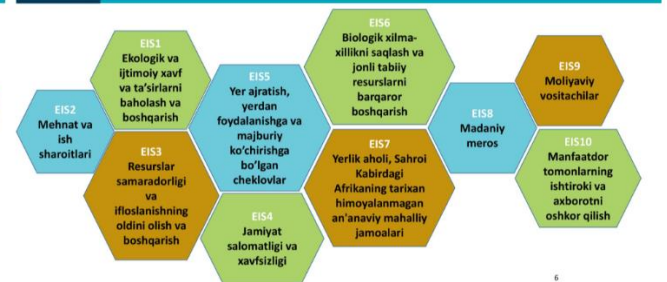 EIS1
Ekologik va
ijtimoiy xavf
va ta'sirlarni
baholash va
boshqarish
EIS2
Mehnat va
ish
sharoitlari
EIS3
Resurslar
samaradorligi
va
ifloslanishning
oldini olish va
boshqarish
EIS4
Jamiyat
salomatligi va
xavfsizligi
EIS5
Yer ajratish,
yerdan
foydalanishga va
majburiy
ko'chirishga
bo'lgan
cheklovlar
EIS6
Biologik xilma-
xillikni saqlash va
jonli tabiiy
resurslarni
barqaror
boshqarish
EIS7
Yerlik aholi, Sahroi
Kabirdagi
Afrikaning tarixan
himoyalanmagan
an'anaviy mahalliy
jamoalari
EIS8
Madaniy
meros
EIS9
Moliyaviy
vositachilar
EIS10
Manfaatdor
tomonlarning
ishtiroki va
axborotni
oshkor qilish
6